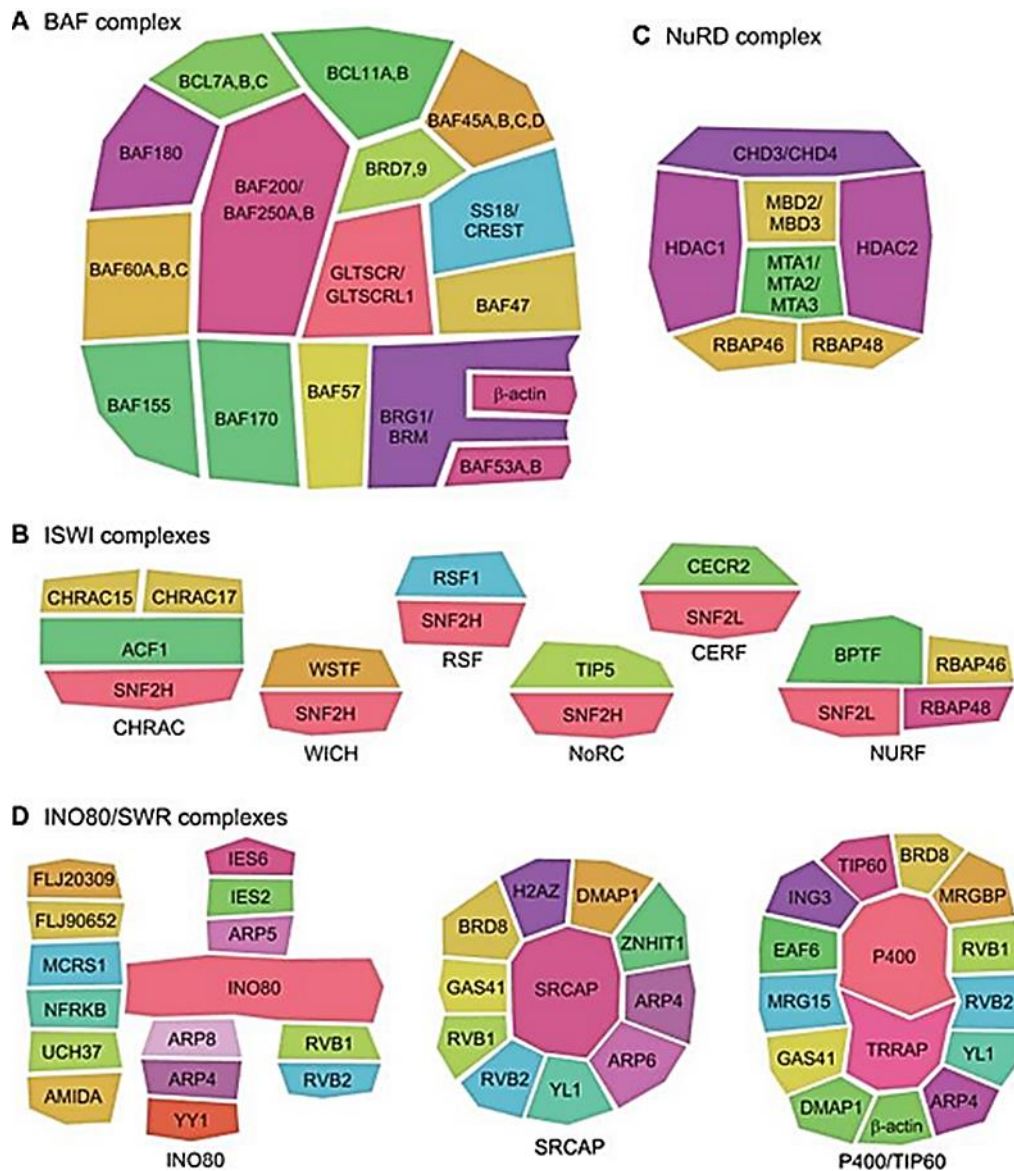 A BAF complex
BCL7A,B,C
BCL11A,B
BAF45A,B,C,D
BAF180
BAF200/
BAF250A,B
BRD7,9
SS18/
CREST
BAF60A,B,C
GLTSCR/
GLTSCRL1
BAF47
BAF155
BAF170
BAF57
BRG1/
BRM
β-actin
BAF53A,B
C NuRD complex
CHD3/CHD4
HDAC1
MBD2/
MBD3
HDAC2
MTA1/
MTA2/
MTA3
RBAP46
RBAP48
B ISWI complexes
CHRAC15
CHRAC17
ACF1
SNF2H
CHRAC
WSTF
SNF2H
WICH
RSF1
SNF2H
RSF
TIP5
SNF2H
NoRC
CECR2
SNF2L
CERF
BPTF
RBAP46
SNF2L
RBAP48
NURF
D INO80/SWR complexes
FLJ20309
FLJ90652
MCRS1
NFRKB
UCH37
AMIDA
IES6
IES2
ARP5
INO80
ARP8
ARP4
YY1
RVB1
RVB2
INO80
H2AZ
DMAP1
BRD8
ZNHIT1
GAS41
SRCAP
ARP4
RVB1
ARP6
RVB2
YL1
SRCAP
TIP60
BRD8
ING3
MRGBP
EAF6
P400
RVB1
MRG15
RVB2
GAS41
TRRAP
YL1
DMAP1
β-actin
ARP4
P400/TIP60